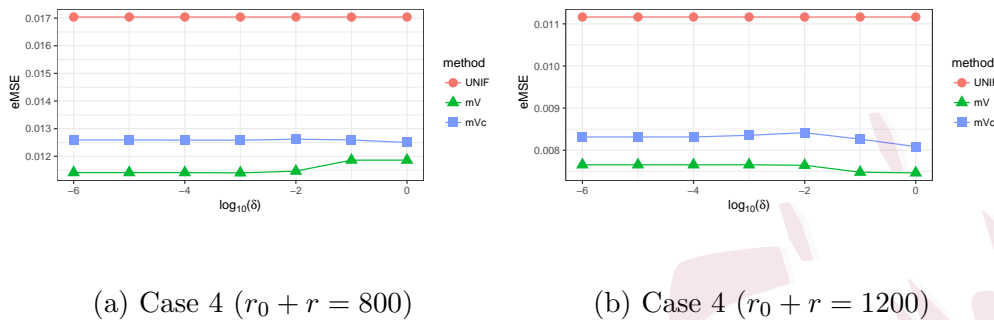 0.017
0.016
0.015
0.014
0.013
0.012
eMSE
−6
−4
−2
0
log10(δ)
method
UNIF
mV
mVc
0.011
0.010
0.009
0.008
eMSE
−6
−4
−2
0
log10(δ)
method
UNIF
mV
mVc
(a) Case 4 (r0 + r = 800)
(b) Case 4 (r0 + r = 1200)